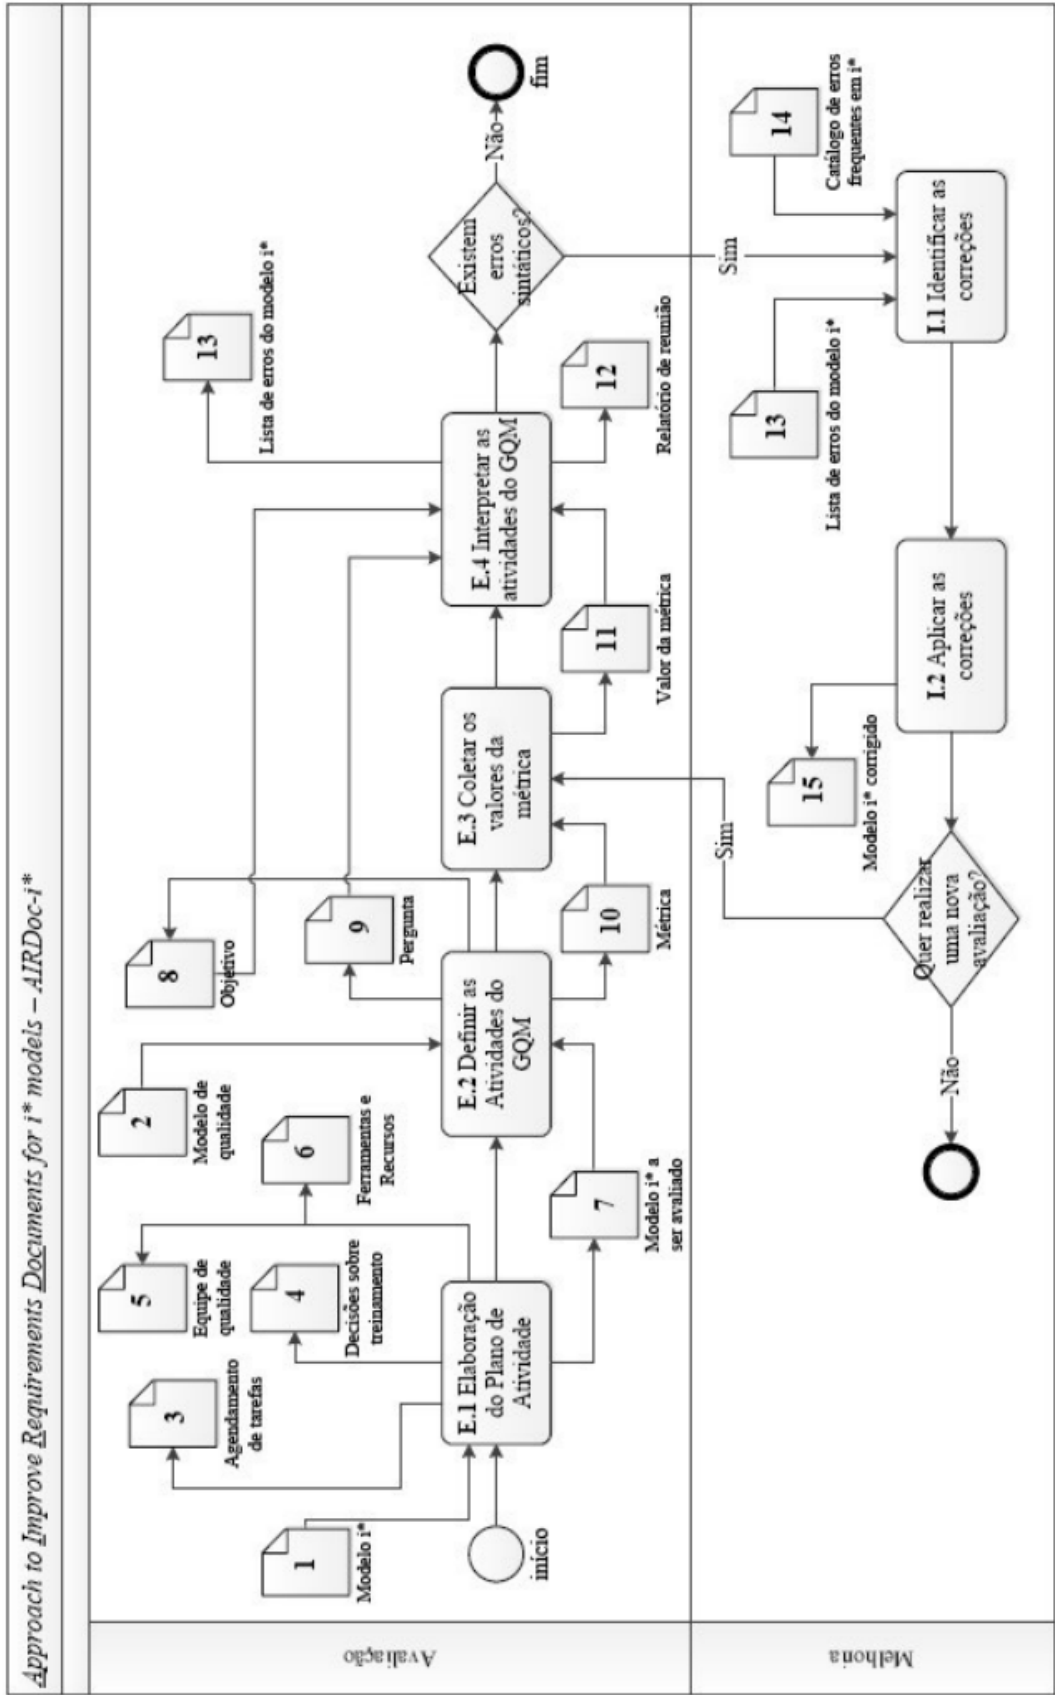 Approach to Improve Requirements Documents for i* models – AIRDoc-i*
Avaliação
início
1
Modelo i*
3
Agendamento
de tarefas
5
Equipe de
qualidade
4
Decisões sobre
treinamento
6
Ferramentas e
Recursos
E.1 Elaboração
do Plano de
Atividade
7
Modelo i* a
ser avaliado
2
Modelo de
qualidade
8
Objetivo
9
Pergunta
E.2 Definir as
Atividades do
GQM
10
Métrica
E.3 Coletar os
valores da
métrica
11
Valor da métrica
E.4 Interpretar as
atividades do GQM
13
Lista de erros do modelo i*
12
Relatório de reunião
Existem
erros
sintáticos?
Não
fim
Sim
Melhoria
14
Catálogo de erros
frequentes em i*
13
Lista de erros do modelo i*
I.1 Identificar as
correções
I.2 Aplicar as
correções
15
Modelo i* corrigido
Quer realizar
uma nova
avaliação?
Sim
Não